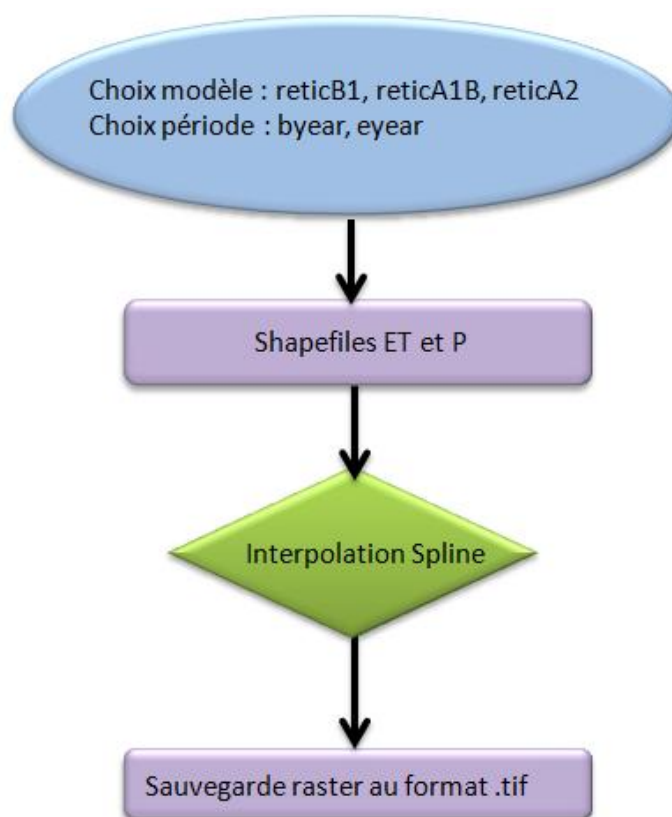 Choix modèle : reticB1, reticA1B, reticA2
Choix période : byear, eyear
Shapefiles ET et P
Interpolation Spline
Sauvegarde raster au format .tif